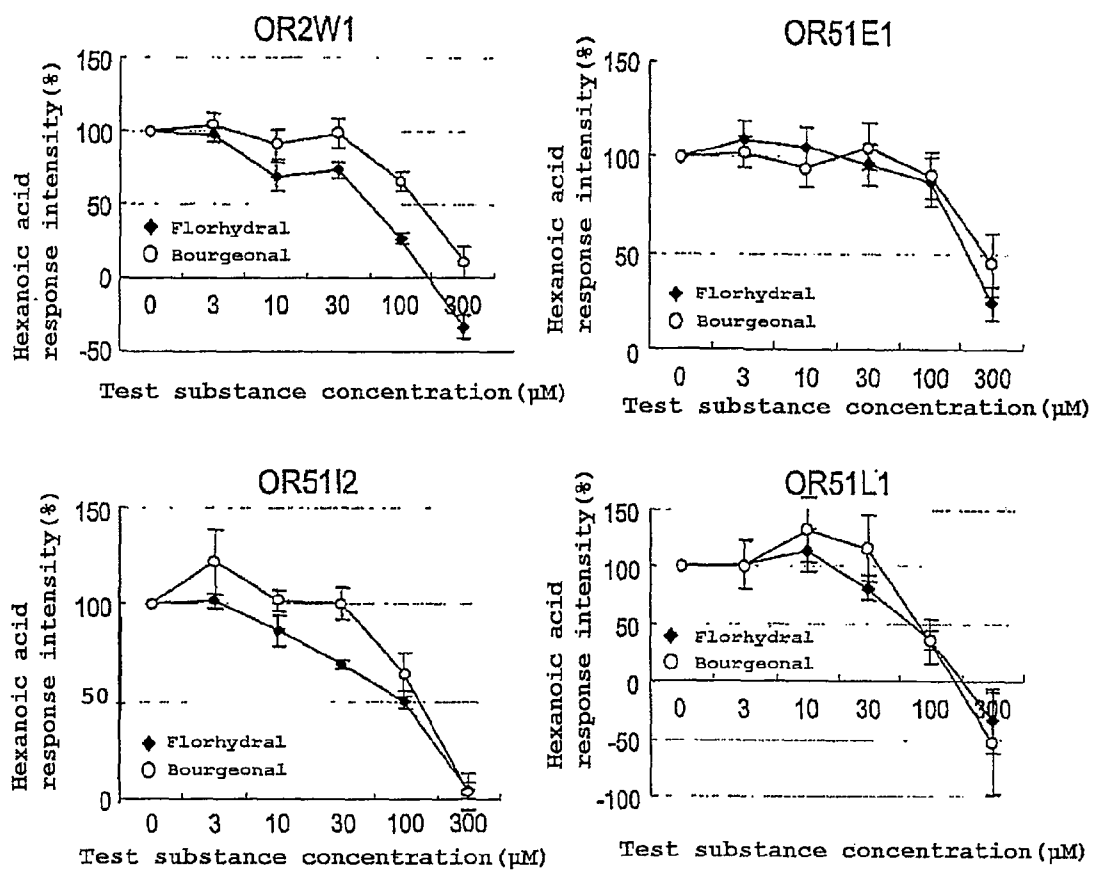 OR2W1
Hexanoic acid
response intensity(%)
150
100
50
0
-50
Florhydral
Bourgeonal
0 3 10 30 100 300
Test substance concentration(µM)
OR51E1
Hexanoic acid
response intensity(%)
150
100
50
0
Florhydral
Bourgeonal
0 3 10 30 100 300
Test substance concentration(µM)
OR51I2
Hexanoic acid
response intensity(%)
150
100
50
0
Florhydral
Bourgeonal
0 3 10 30 100 300
Test substance concentration(µM)
OR51L1
Hexanoic acid
response intensity(%)
150
100
50
0
-50
-100
Florhydral
Bourgeonal
0 3 10 30 100 300
Test substance concentration(µM)